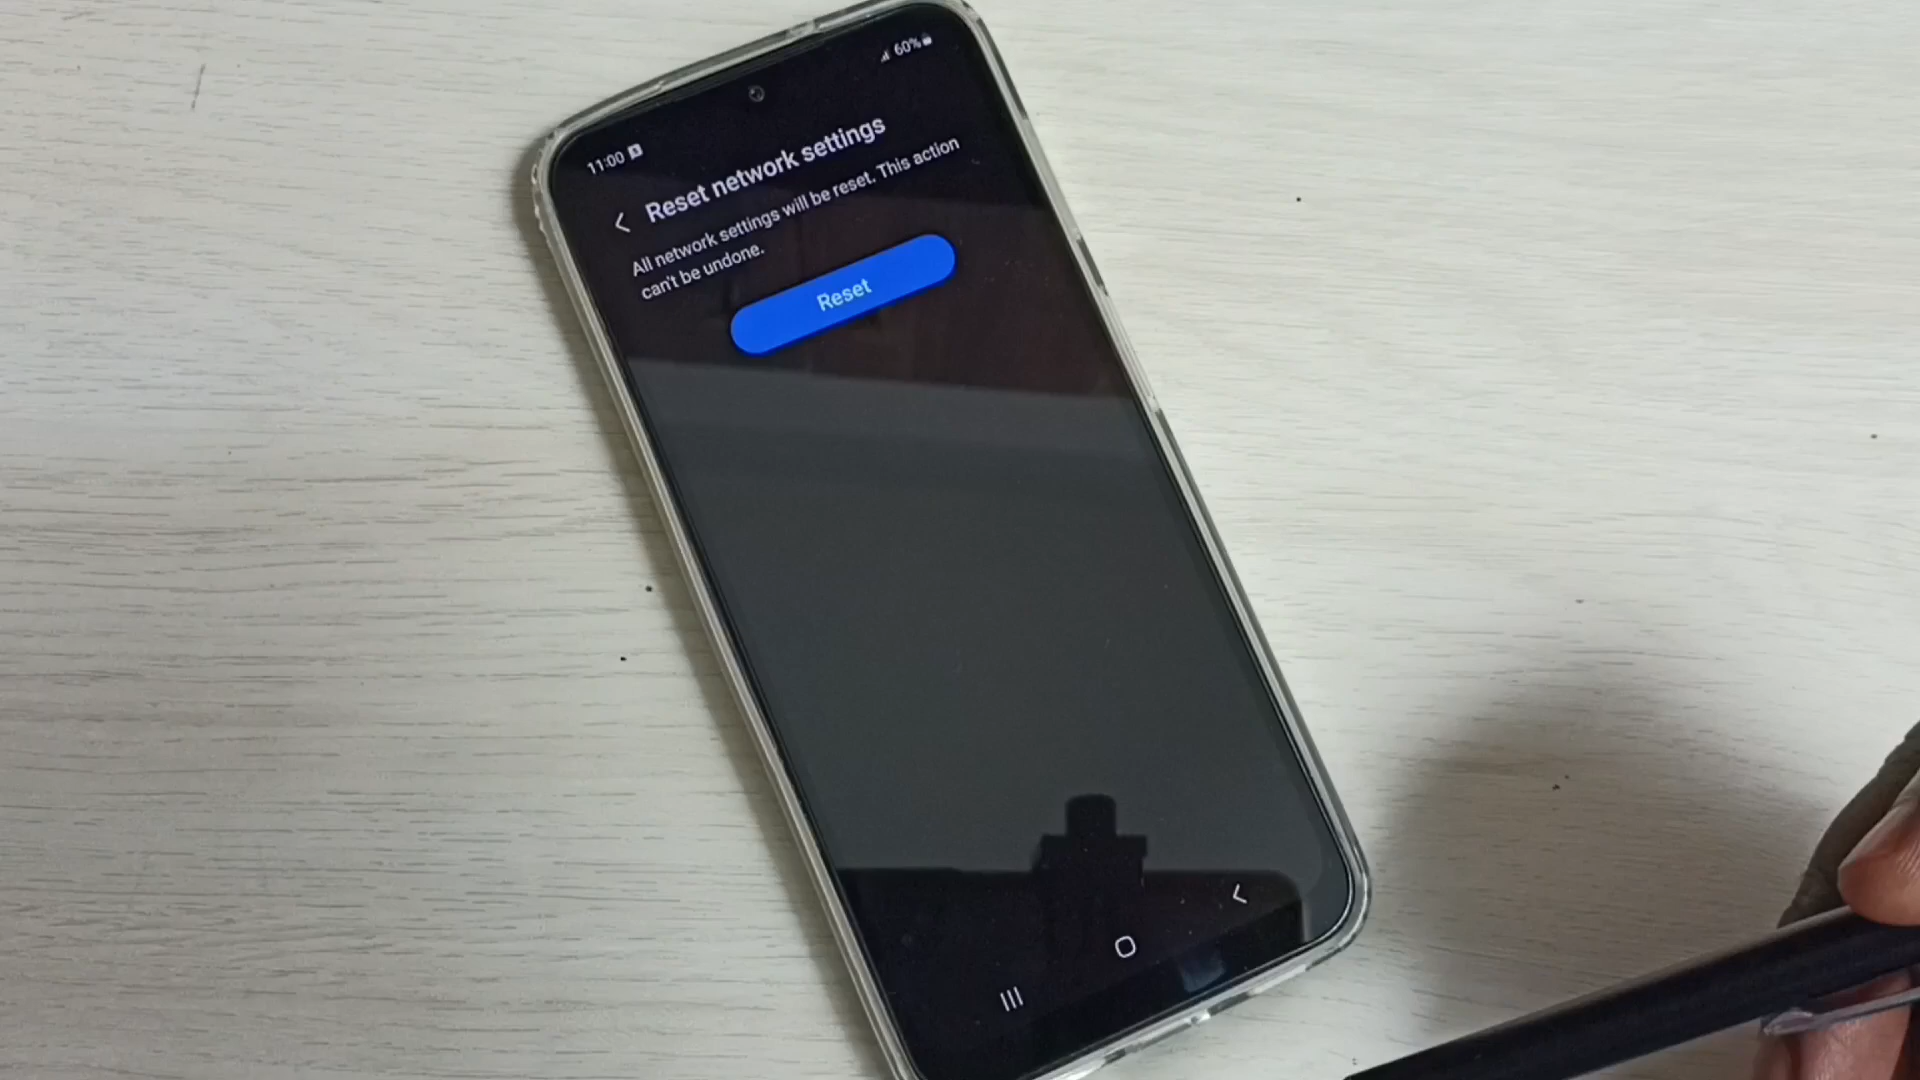 11:00
60%
Reset network settings
All network settings will be reset. This action
can't be undone.
Reset